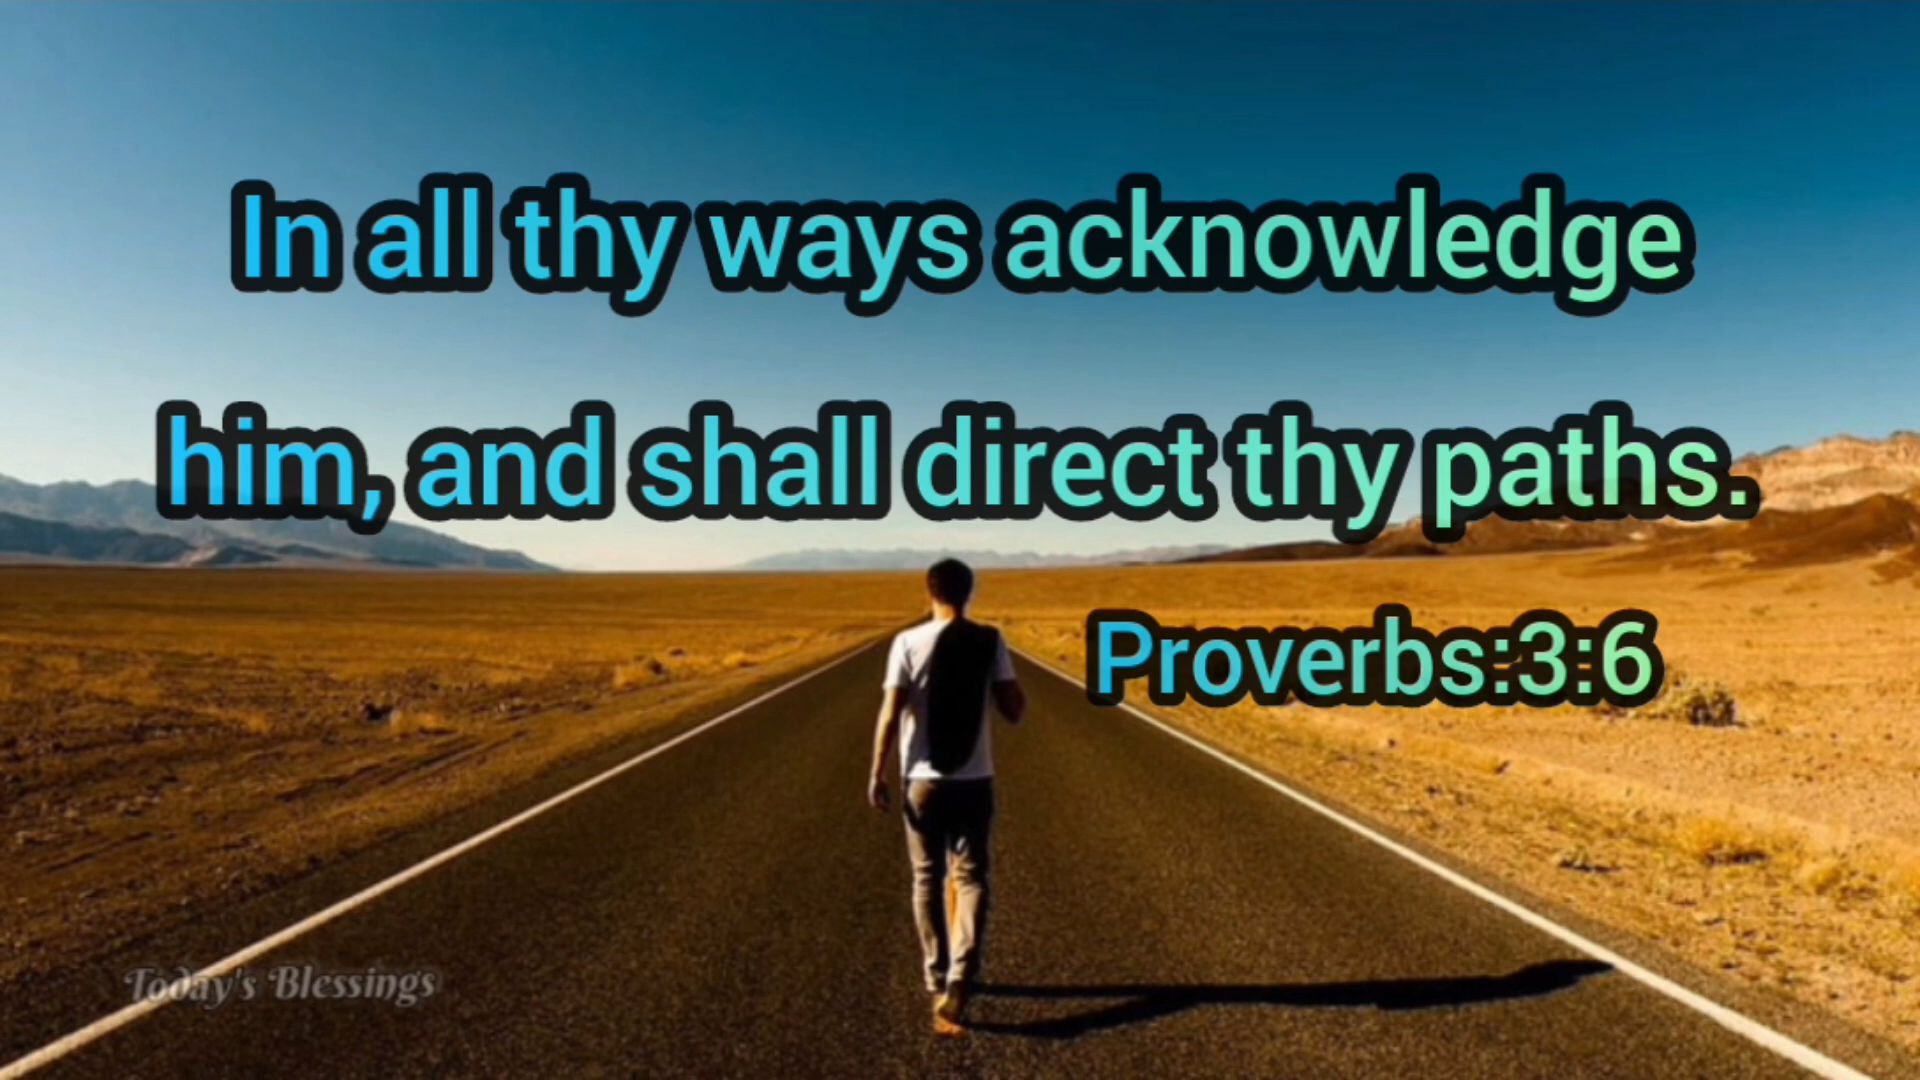 In all thy ways acknowledge
him, and shall direct thy paths.
Proverbs:3:6
Today's Blessings